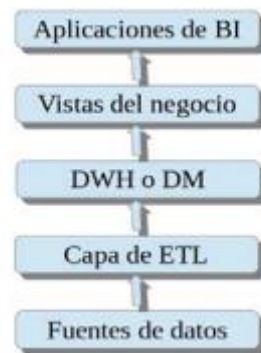 Aplicaciones de BI
Vistas del negocio
DWH o DM
Capa de ETL
Fuentes de datos